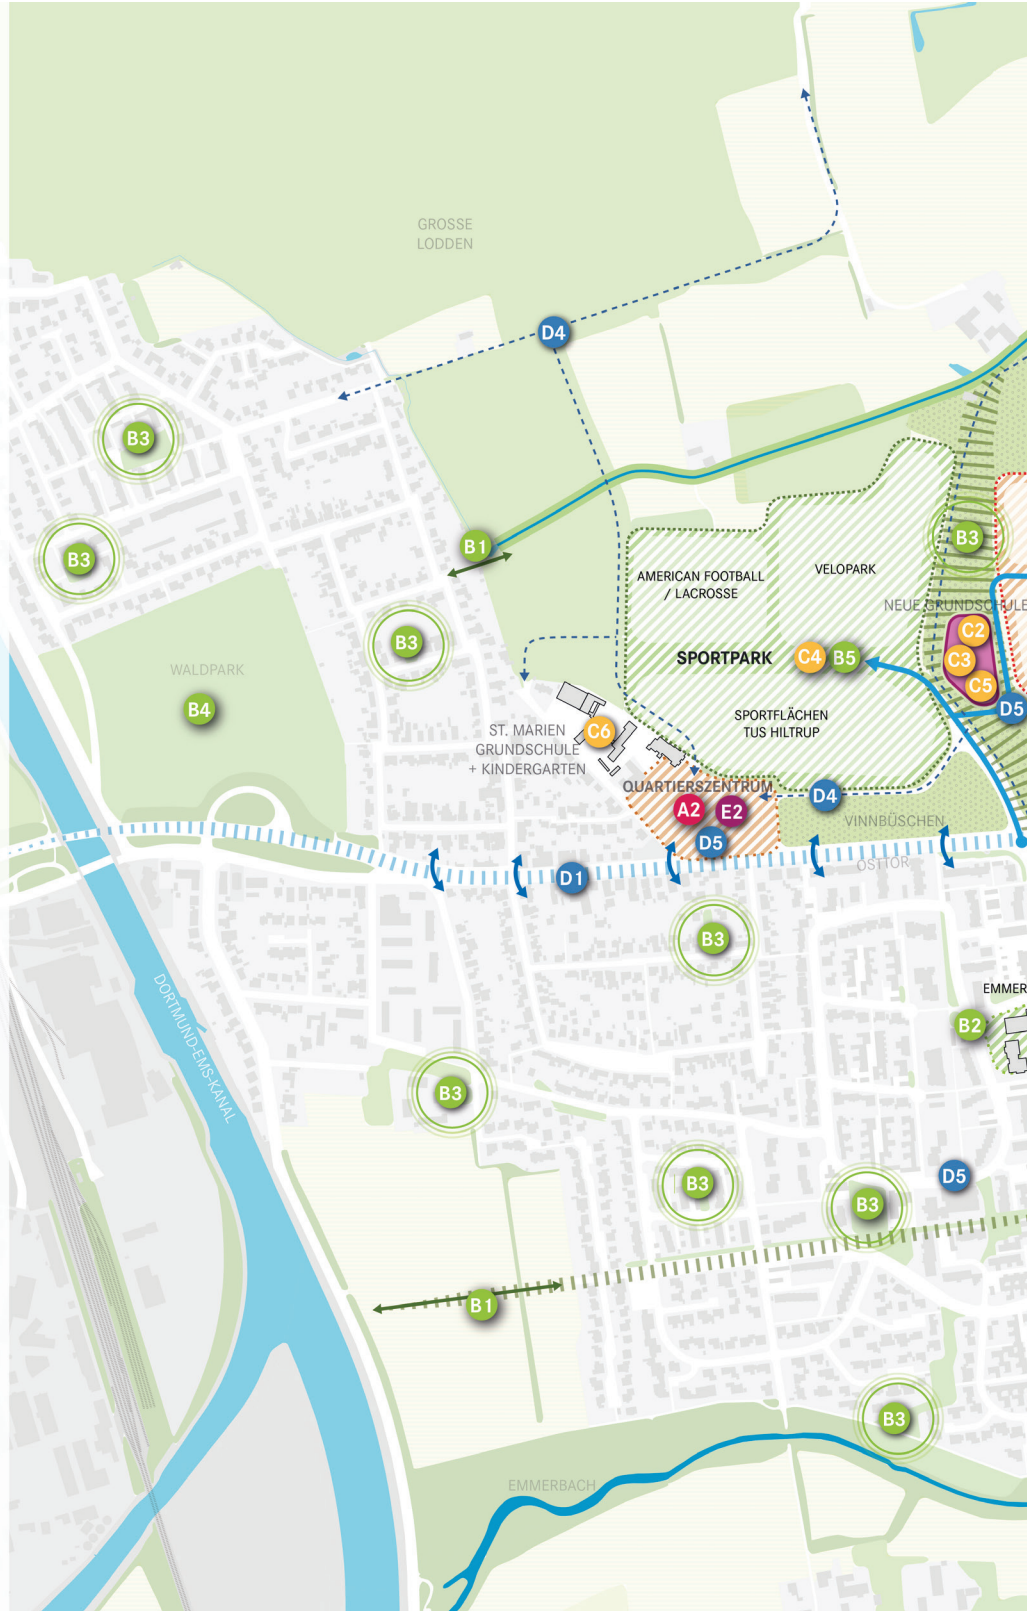 GROSSE
LODDEN
D4
B3
B3
B1
B3
B3
AMERICAN FOOTBALL
/ LACROSSE
VELOPARK
NEUE GRUNDSCHULE
C2
C3
C5
SPORTPARK
C4
B5
WALDPARK
B4
D5
SPORTFLÄCHEN
TUS HILTRUP
ST. MARIEN
GRUNDSCHULE
+ KINDERGARTEN
C6
QUARTIERSZENTRUM
A2
E2
D5
D4
VINNBÜSCHEN
OSTTOR
D1
B3
DORTMUND-EMS-KANAL
EMMER
B2
B3
B3
B3
D5
B1
B3
EMMERBACH